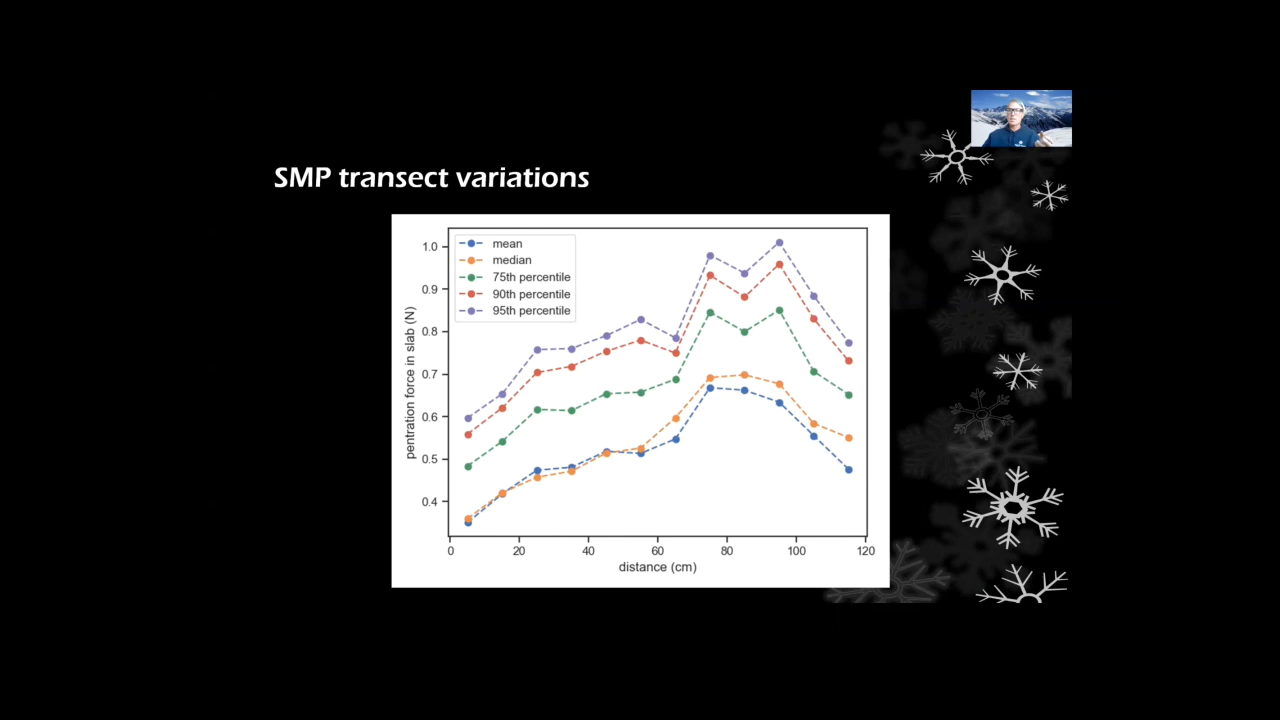 SMP transect variations
mean
median
75th percentile
90th percentile
95th percentile
pentration force in slab (N)
1.0
0.9
0.8
0.7
0.6
0.5
0.4
0 20 40 60 80 100 120
distance (cm)